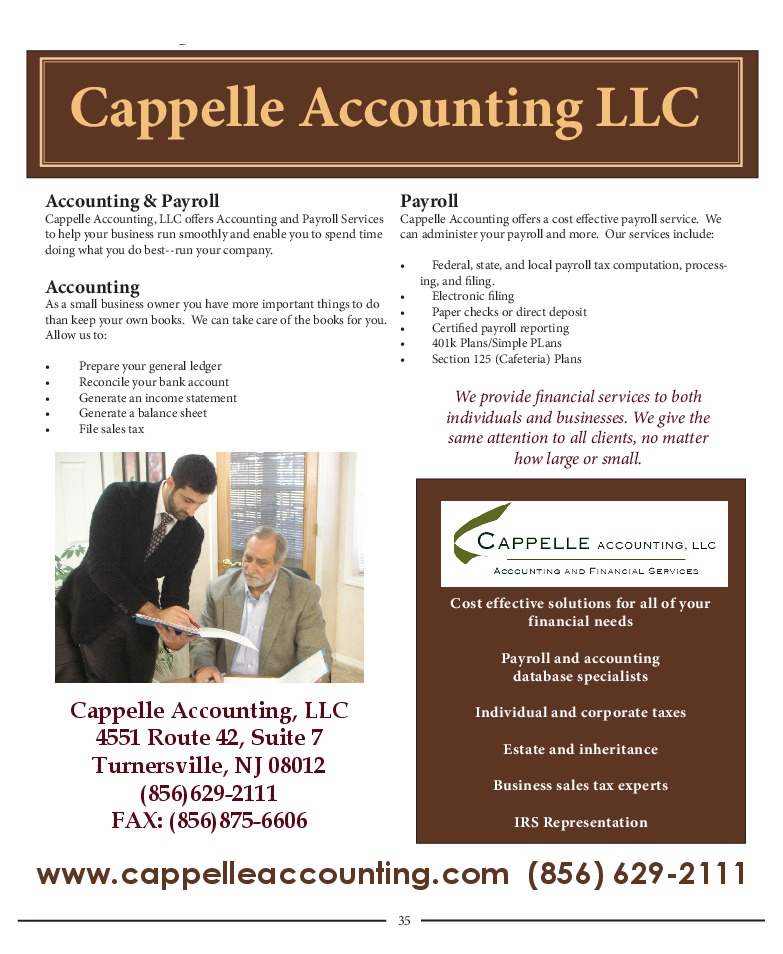 Cappelle Accounting LLC
Accounting & Payroll
Cappelle Accounting, LLC offers Accounting and Payroll Services
to help your business run smoothly and enable you to spend time
doing what you do best--run your company.
Accounting
As a small business owner you have more important things to do
than keep your own books. We can take care of the books for you.
Allow us to:
• Prepare your general ledger
• Reconcile your bank account
• Generate an income statement
• Generate a balance sheet
• File sales tax
Payroll
Cappelle Accounting offers a cost effective payroll service. We
can administer your payroll and more. Our services include:
• Federal, state, and local payroll tax computation, process-
ing, and filing.
• Electronic filing
• Paper checks or direct deposit
• Certified payroll reporting
• 401k Plans/Simple PLans
• Section 125 (Cafeteria) Plans
We provide financial services to both
individuals and businesses. We give the
same attention to all clients, no matter
how large or small.
CAPPELLE ACCOUNTING, LLC
ACCOUNTING AND FINANCIAL SERVICES
Cost effective solutions for all of your
financial needs
Payroll and accounting
database specialists
Individual and corporate taxes
Estate and inheritance
Business sales tax experts
IRS Representation
Cappelle Accounting, LLC
4551 Route 42, Suite 7
Turnersville, NJ 08012
(856)629-2111
FAX: (856)875-6606
www.cappelleaccounting.com (856) 629-2111
35